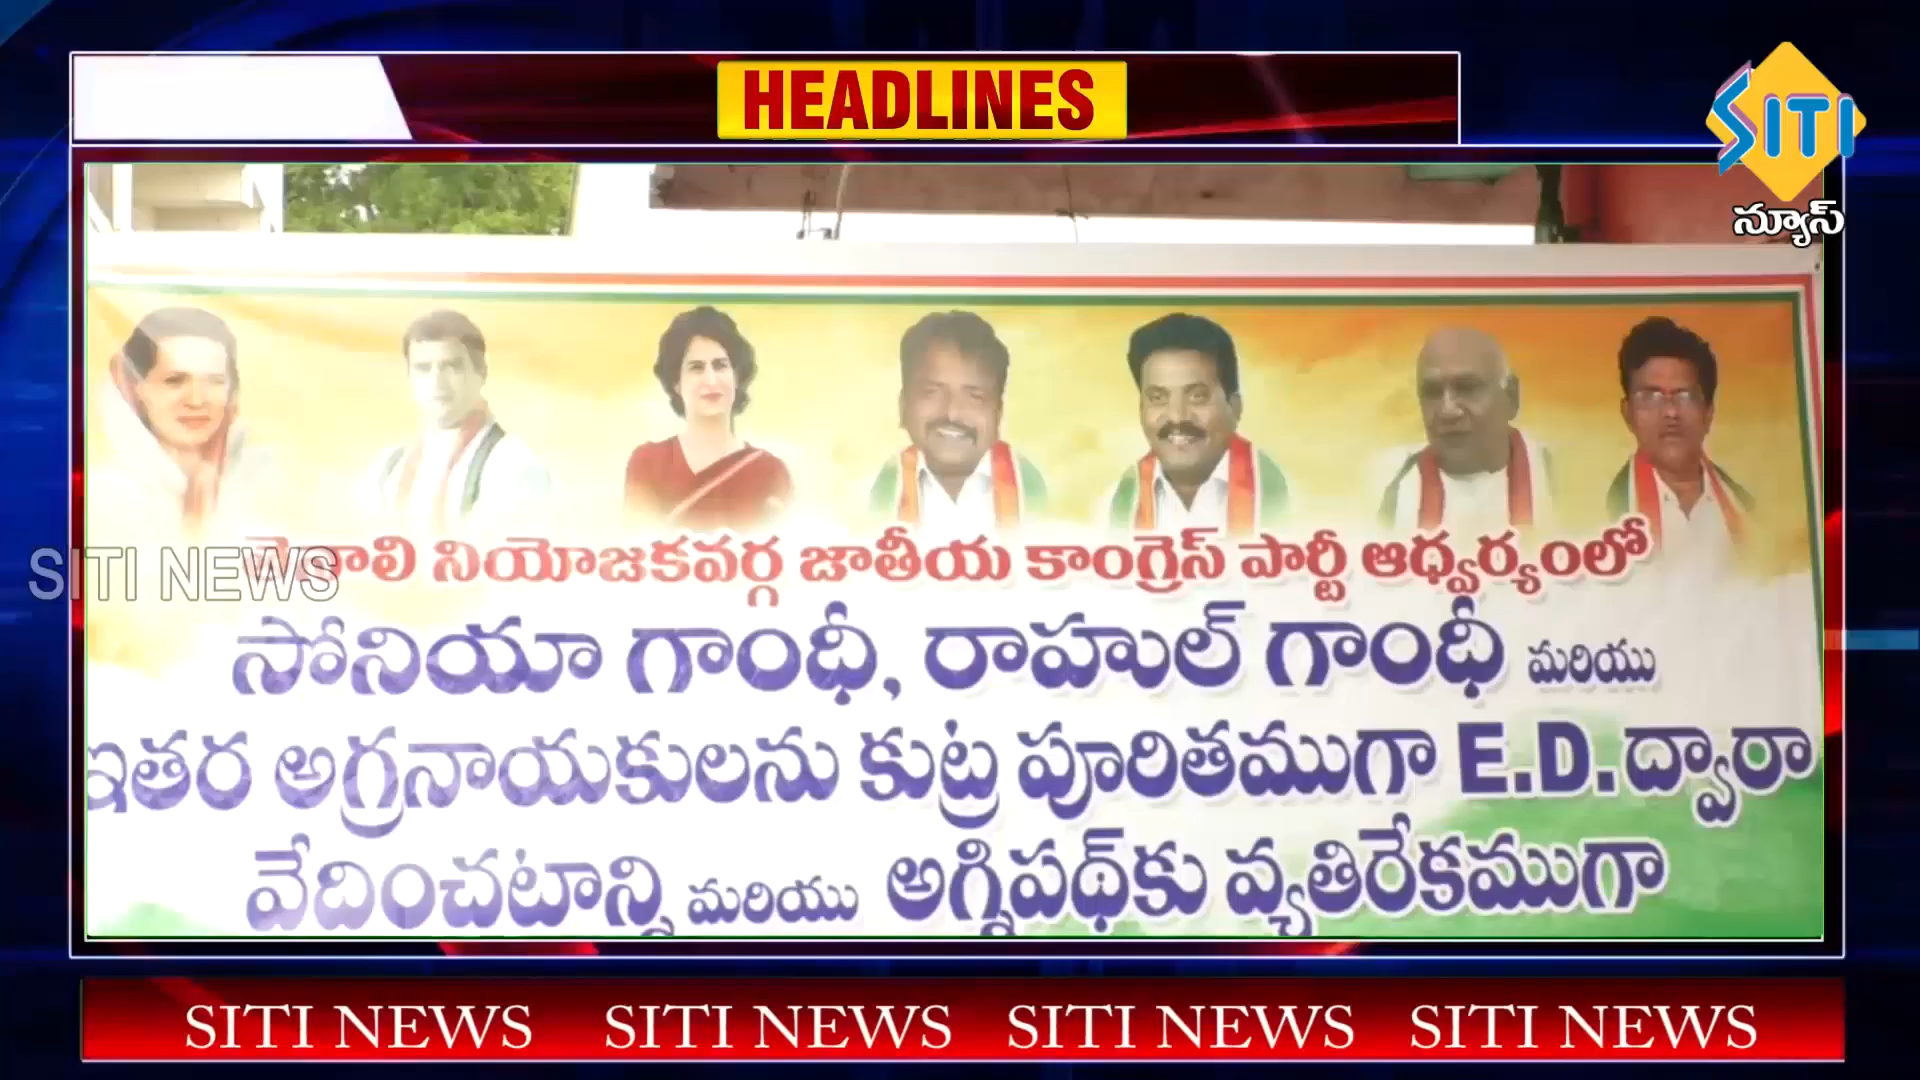 HEADLINES
SITI
న్యూస్
SITI NEWS
నియోజకవర్గ జాతీయ కాంగ్రెస్ పార్టీ ఆధ్వర్యంలో
సోనియా గాంధీ, రాహుల్ గాంధీ మరియు
ఇతర అగ్రనాయకులను కుట్ర పూరితముగా E.D. ద్వారా
వేదించటాన్ని మరియు అగ్నిపథ్‌కు వ్యతిరేకముగా
SITI NEWS SITI NEWS SITI NEWS SITI NEWS